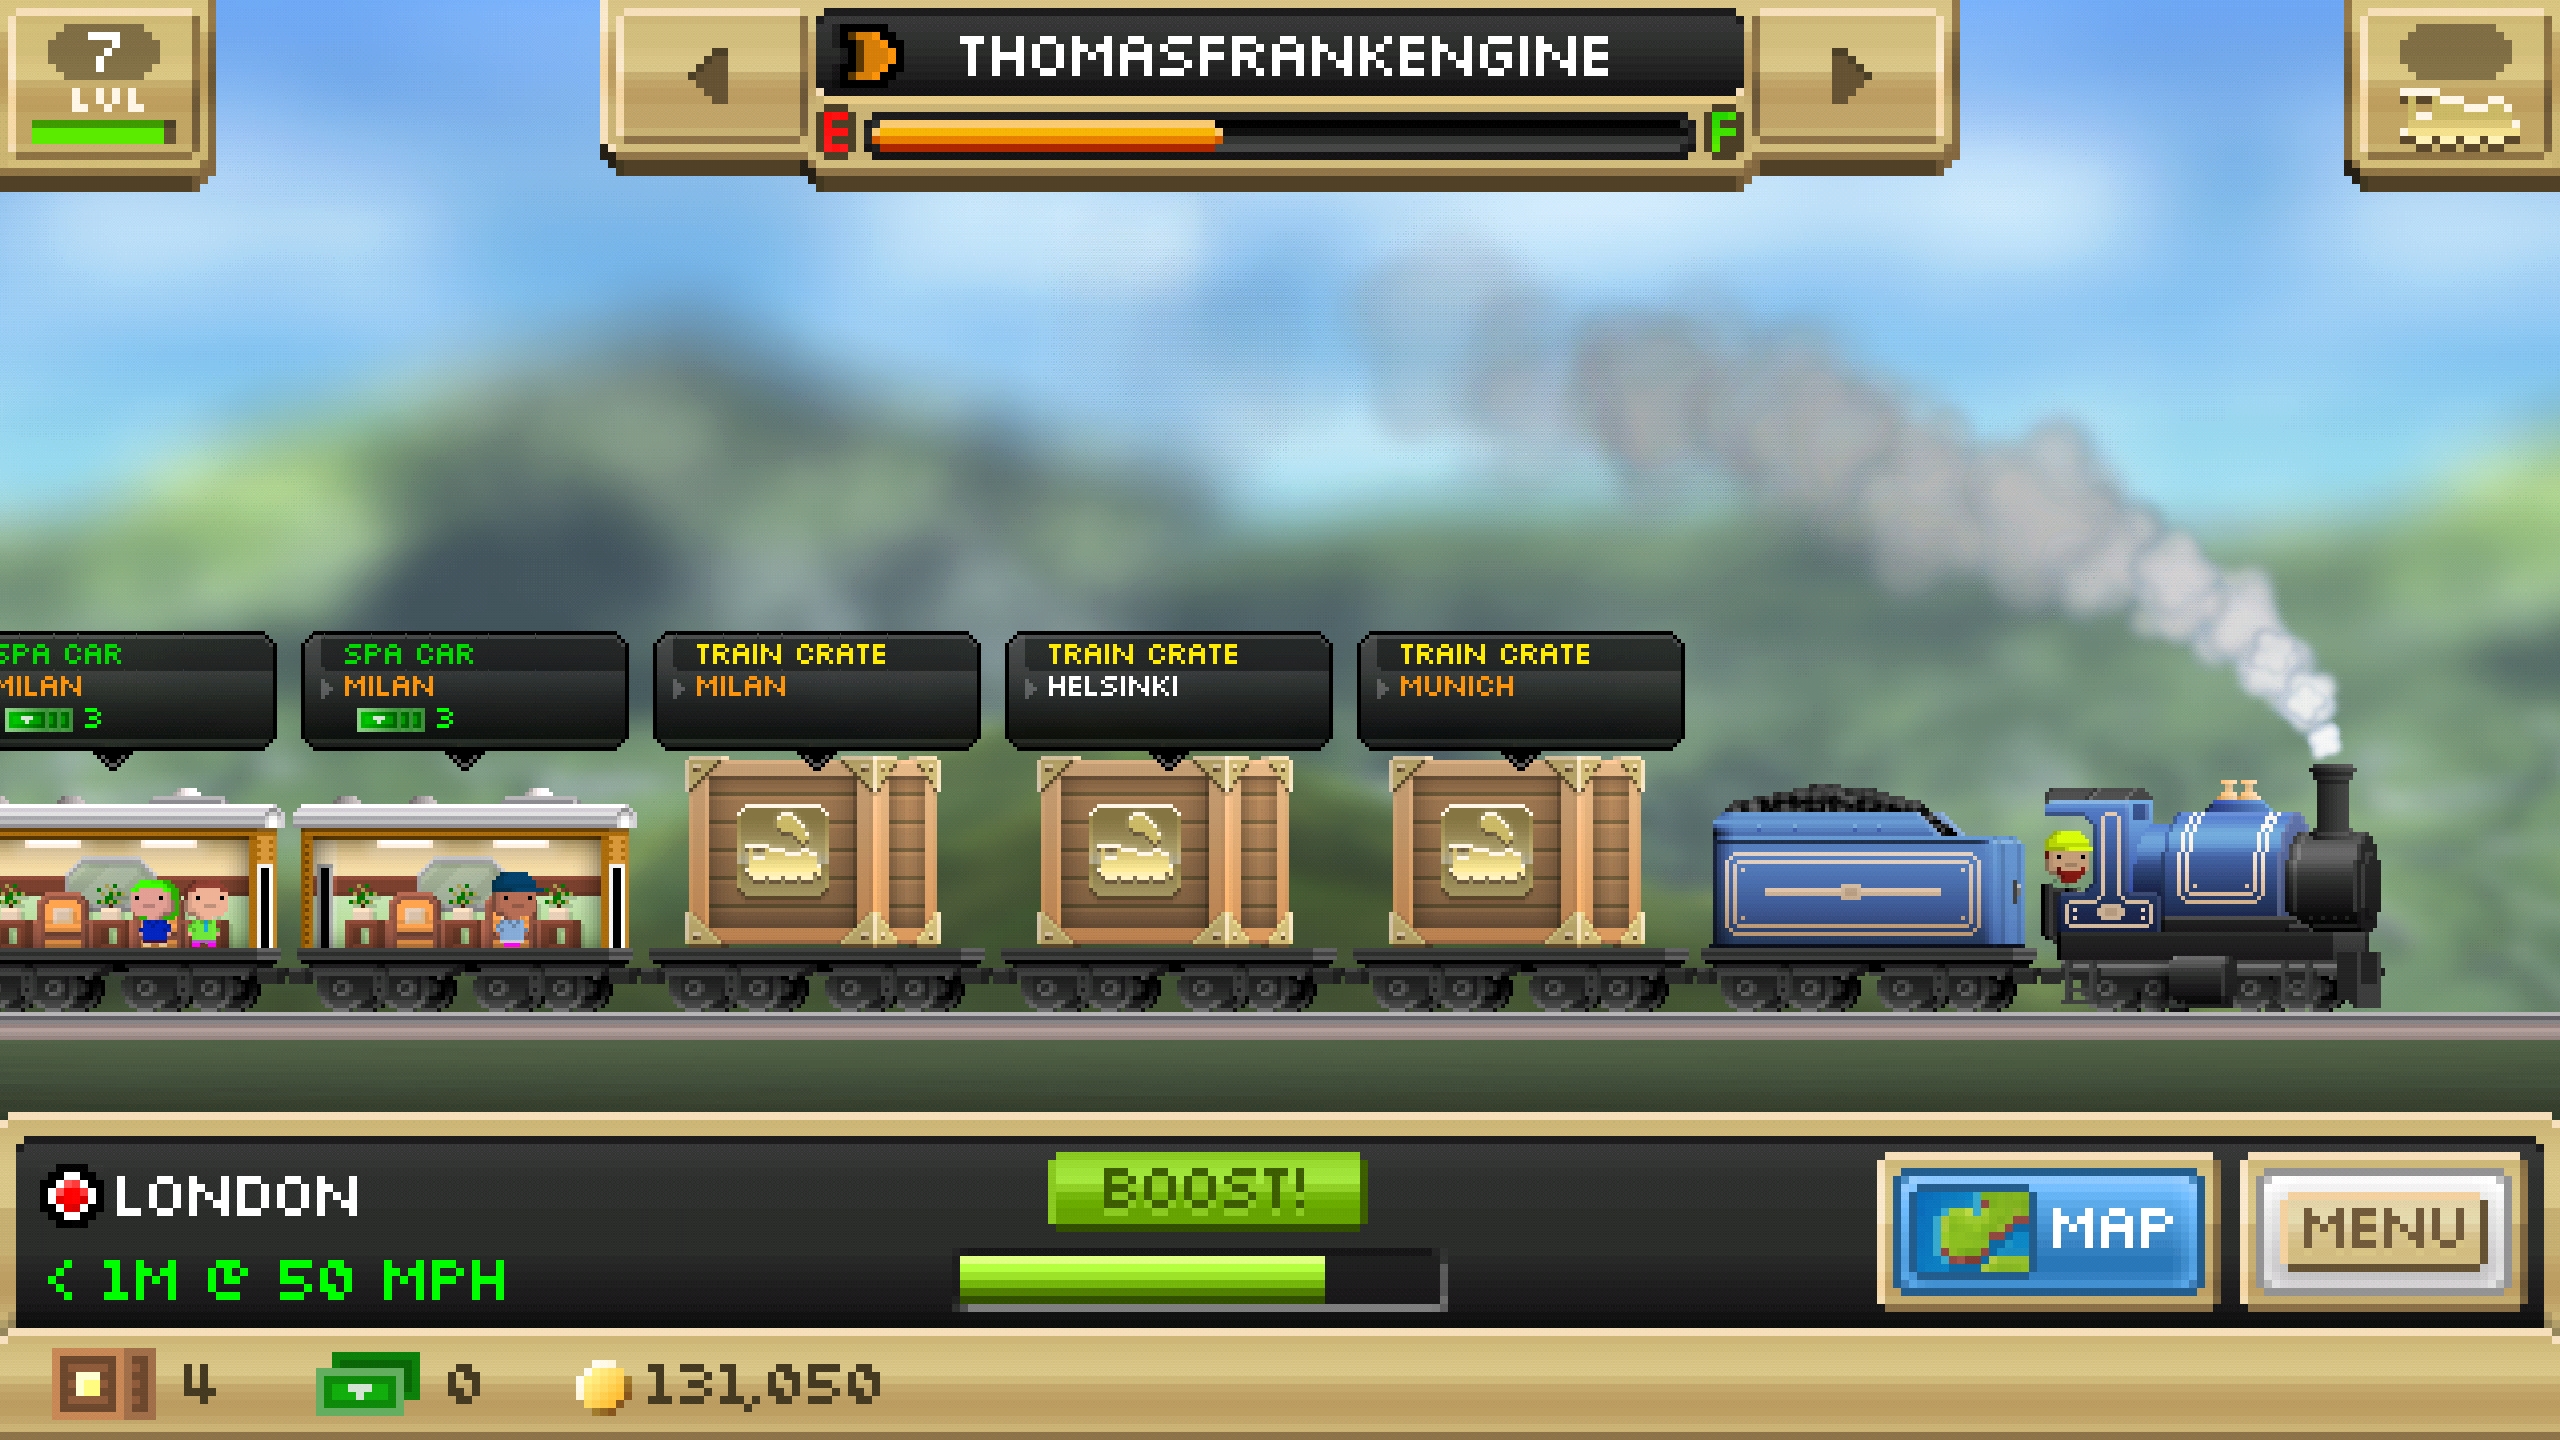 7
LVL
THOMASFRANKENGINE
E F
SPA CAR
MILAN
3
SPA CAR
MILAN
3
TRAIN CRATE
MILAN
TRAIN CRATE
HELSINKI
TRAIN CRATE
MUNICH
LONDON
< 1M @ 50 MPH
BOOST!
MAP
MENU
4
0
131,050